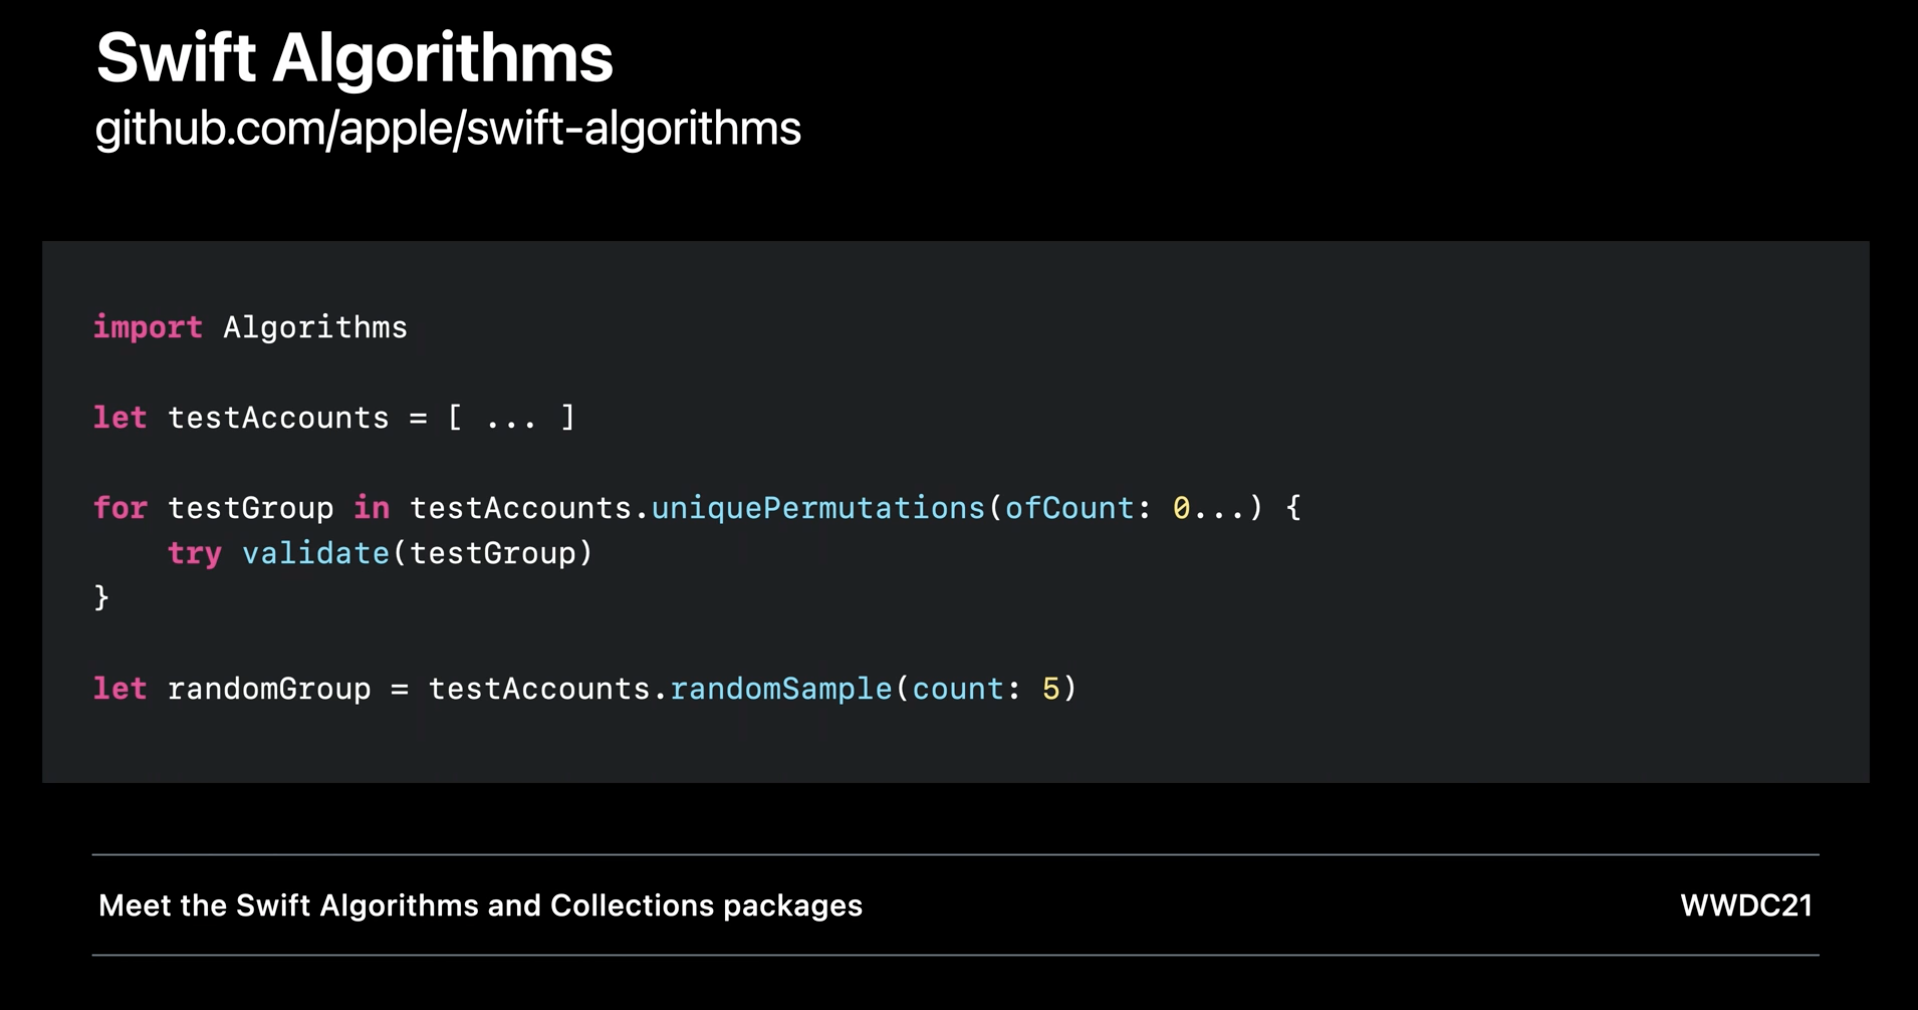 Swift Algorithms
github.com/apple/swift-algorithms
import Algorithms
let testAccounts = [ ... ]
for testGroup in testAccounts.uniquePermutations(ofCount: 0...) {
    try validate(testGroup)
}
let randomGroup = testAccounts.randomSample(count: 5)
Meet the Swift Algorithms and Collections packages WWDC21